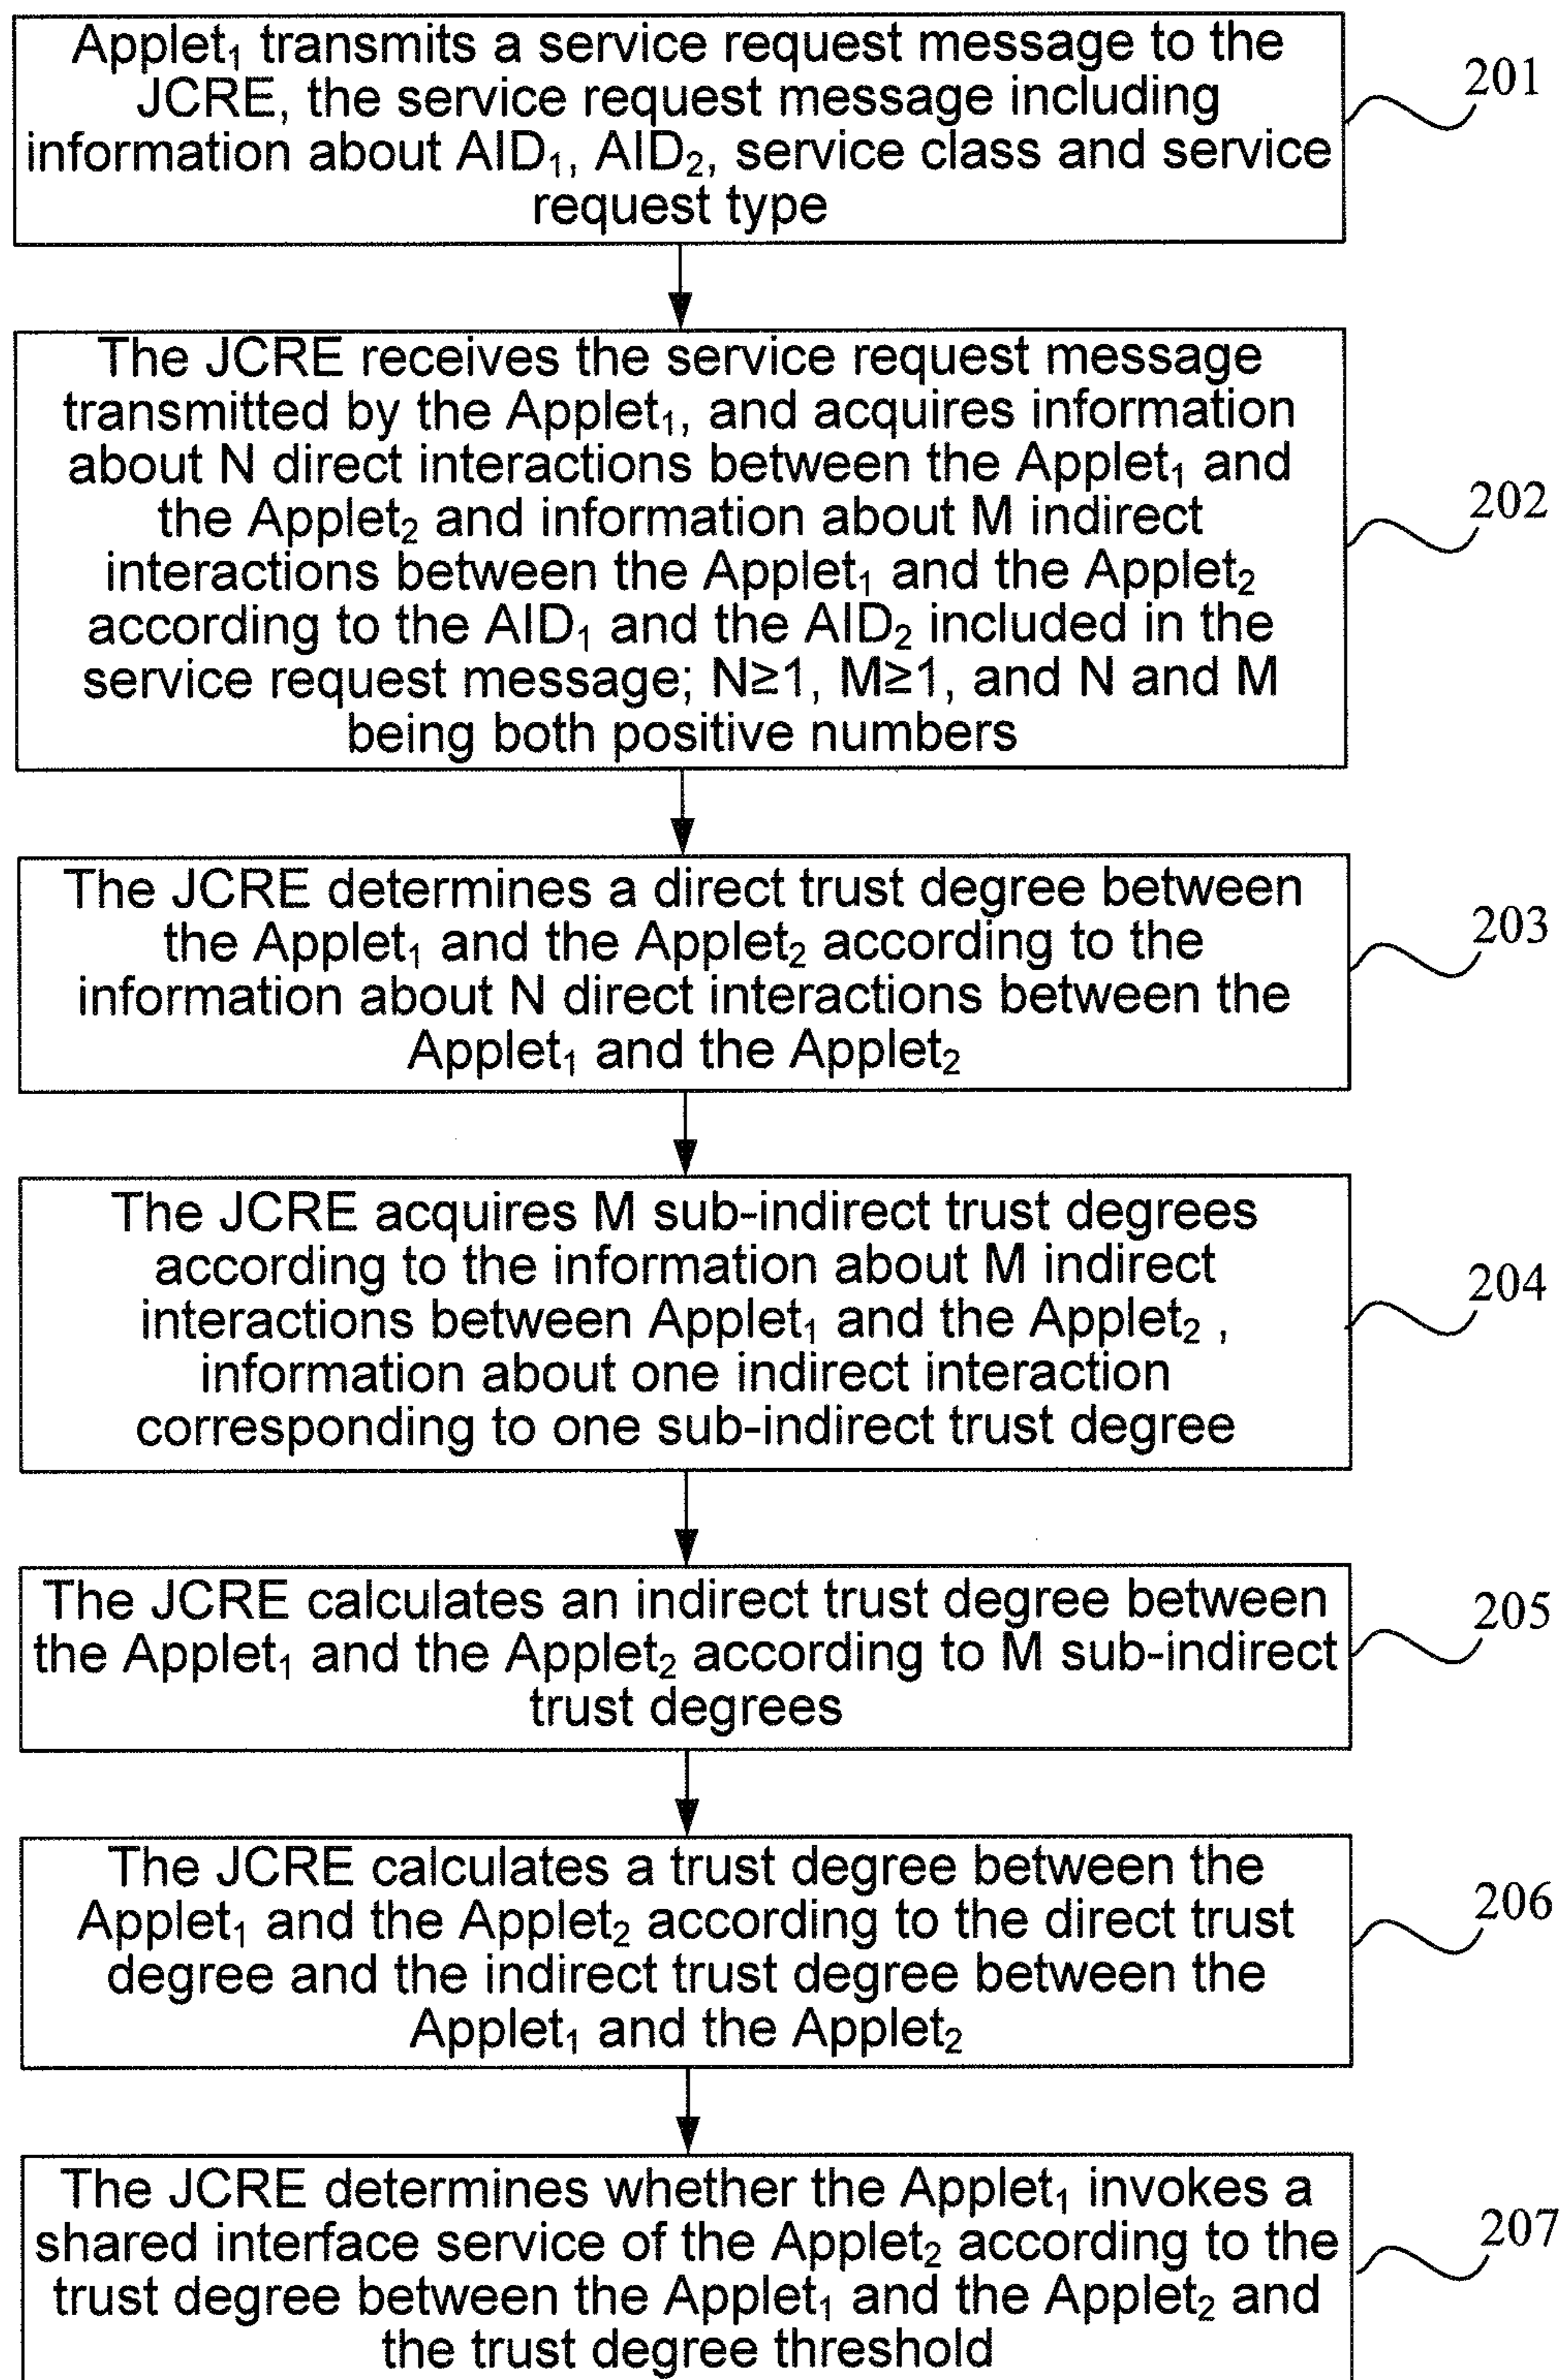 Applet₁ transmits a service request message to the
JCRE, the service request message including
information about AID₁, AID₂, service class and service
request type
201
The JCRE receives the service request message
transmitted by the Applet₁, and acquires information
about N direct interactions between the Applet₁ and
the Applet₂ and information about M indirect
interactions between the Applet₁ and the Applet₂
according to the AID₁ and the AID₂ included in the
service request message; N≥1, M≥1, and N and M
being both positive numbers
202
The JCRE determines a direct trust degree between
the Applet₁ and the Applet₂ according to the
information about N direct interactions between the
Applet₁ and the Applet₂
203
The JCRE acquires M sub-indirect trust degrees
according to the information about M indirect
interactions between Applet₁ and the Applet₂ ,
information about one indirect interaction
corresponding to one sub-indirect trust degree
204
The JCRE calculates an indirect trust degree between
the Applet₁ and the Applet₂ according to M sub-indirect
trust degrees
205
The JCRE calculates a trust degree between the
Applet₁ and the Applet₂ according to the direct trust
degree and the indirect trust degree between the
Applet₁ and the Applet₂
206
The JCRE determines whether the Applet₁ invokes a
shared interface service of the Applet₂ according to the
trust degree between the Applet₁ and the Applet₂ and
the trust degree threshold
207